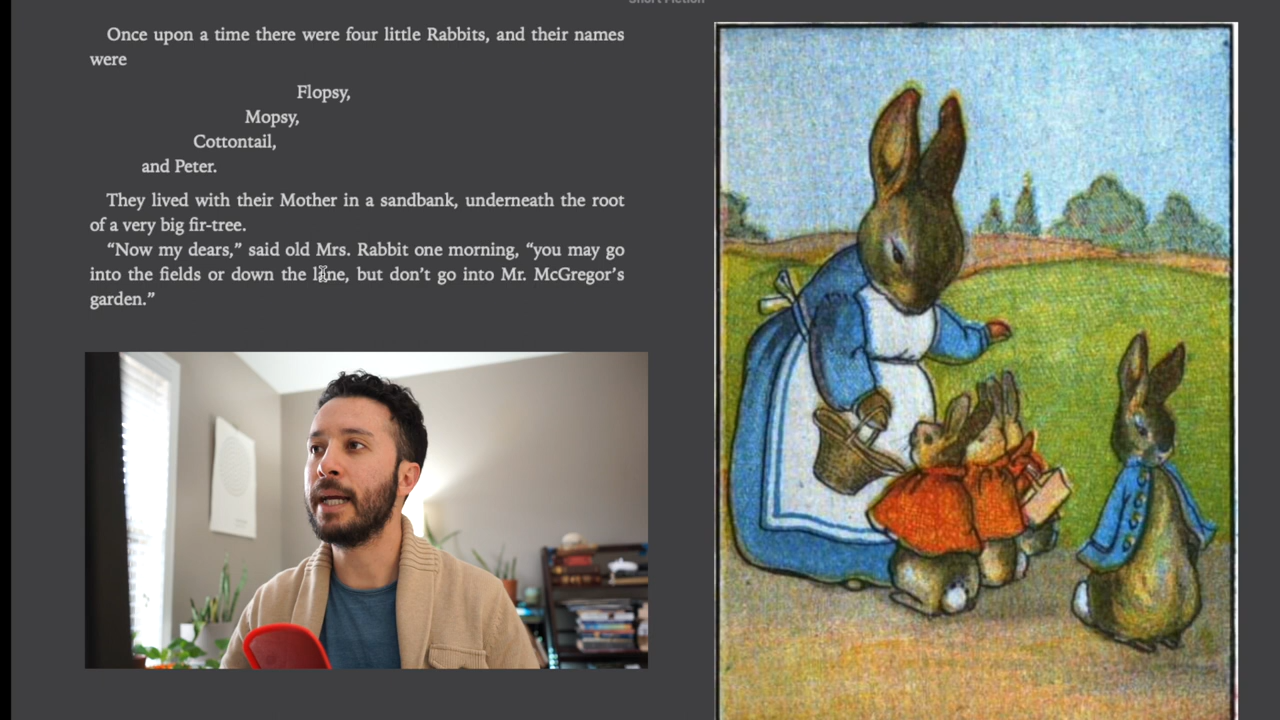 Once upon a time there were four little Rabbits, and their names
were
Flopsy,
Mopsy,
Cottontail,
and Peter.
They lived with their Mother in a sandbank, underneath the root
of a very big fir-tree.
“Now my dears,” said old Mrs. Rabbit one morning, “you may go
into the fields or down the lane, but don’t go into Mr. McGregor’s
garden.”